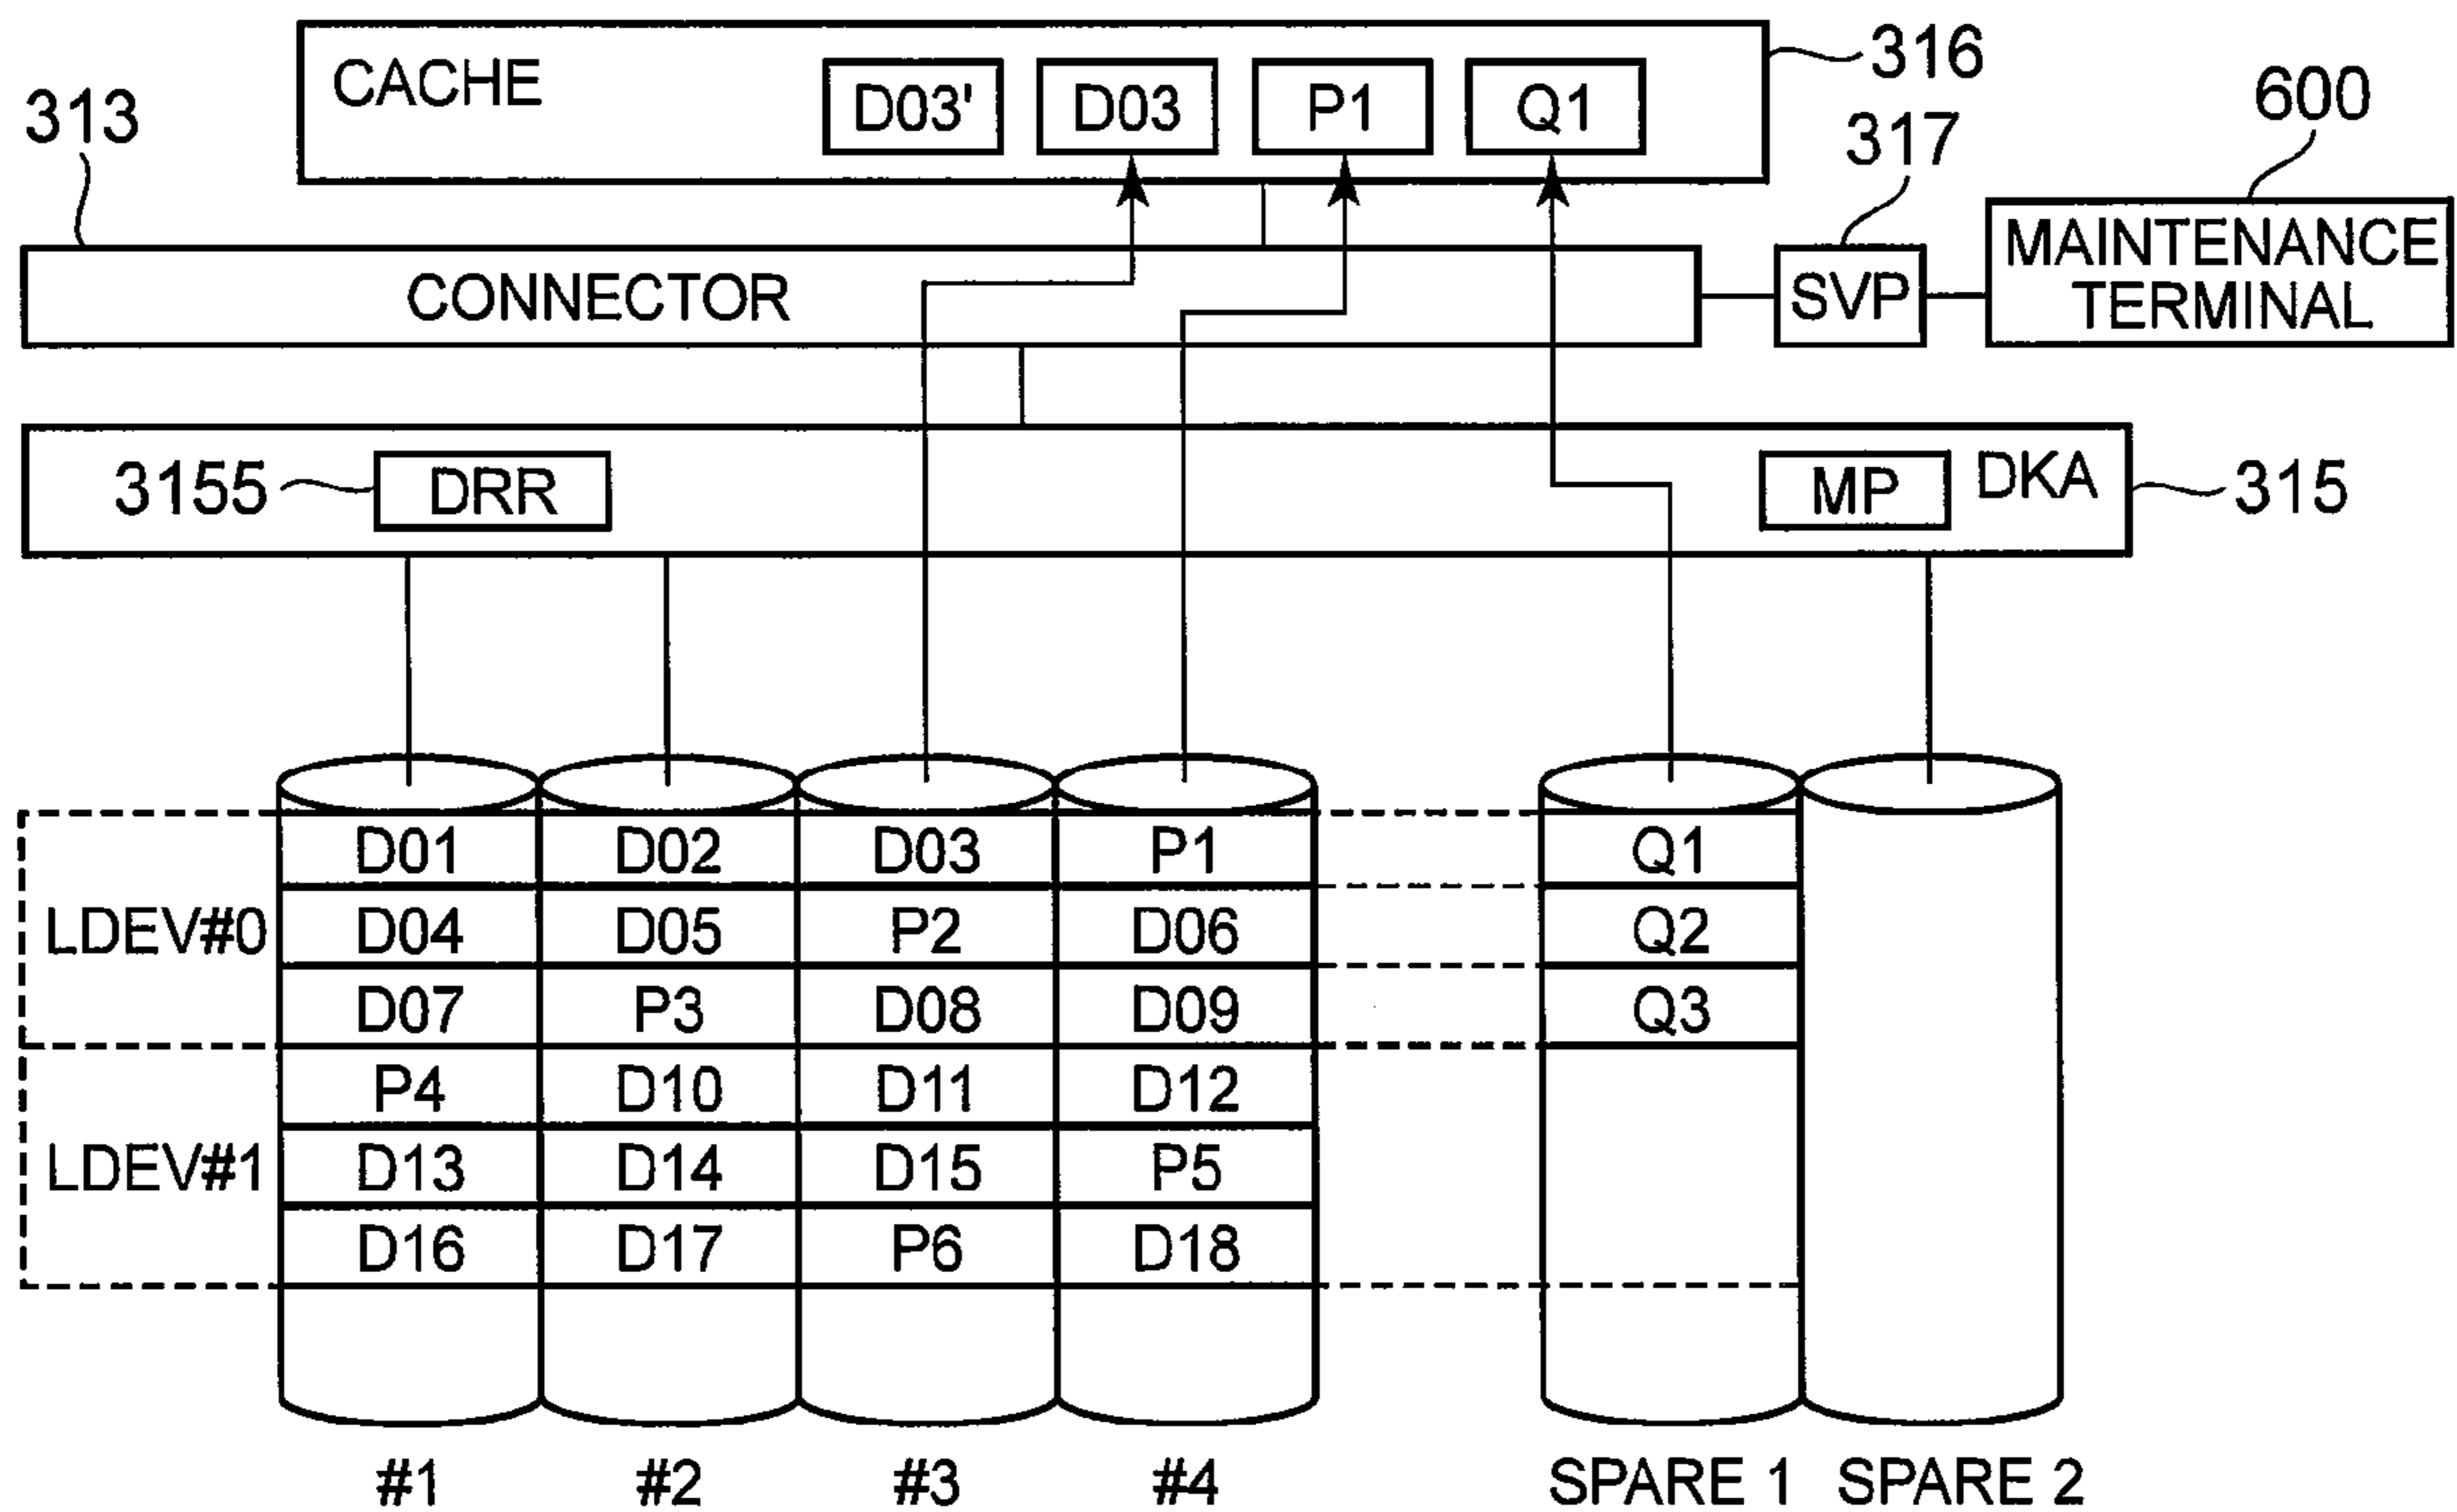 CACHE D03' D03 P1 Q1
316
313
317
600
CONNECTOR
SVP
MAINTENANCE
TERMINAL
3155 DRR
MP DKA
315
D01 D02 D03 P1 Q1
LDEV#0 D04 D05 P2 D06 Q2
D07 P3 D08 D09 Q3
P4 D10 D11 D12
LDEV#1 D13 D14 D15 P5
D16 D17 P6 D18
#1 #2 #3 #4 SPARE 1 SPARE 2